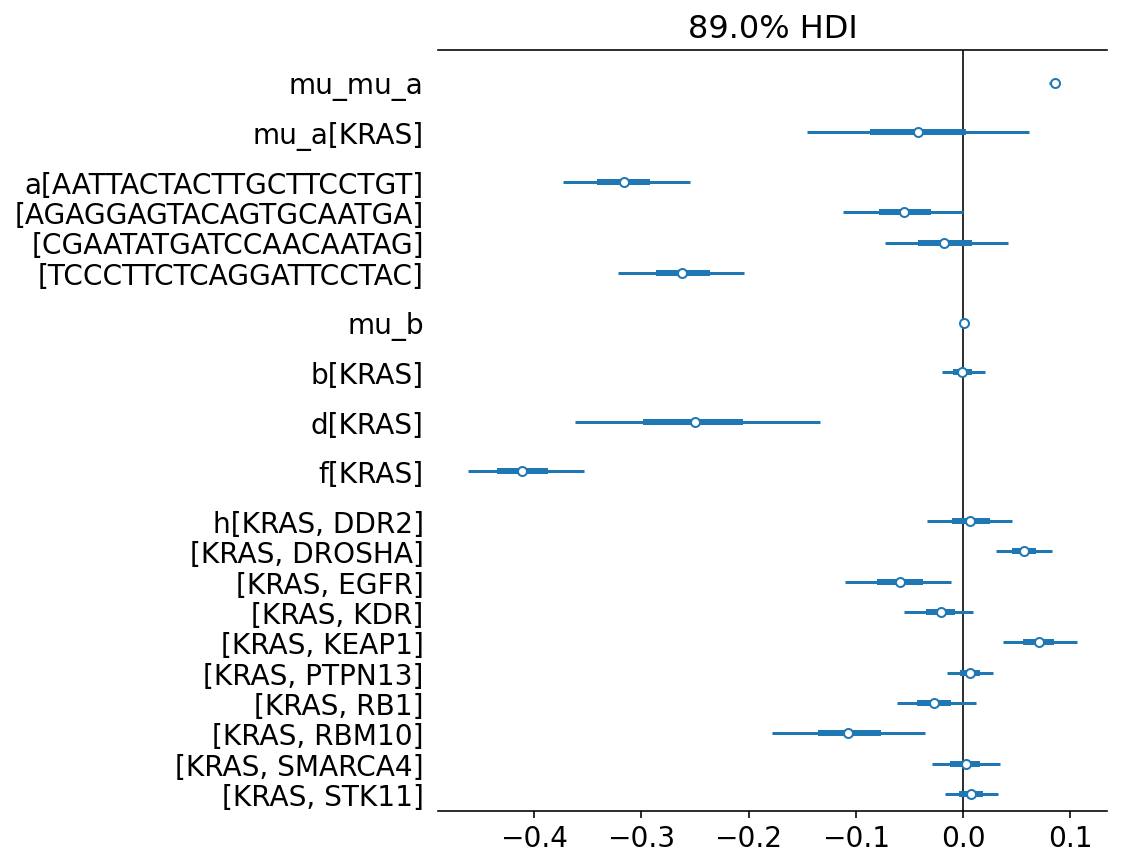 89.0% HDI
mu_mu_a
mu_a[KRAS]
a[AATTACTACTTGCTTCCTGT]
[AGAGGAGTACAGTGCAATGA]
[CGAATATGATCCAACAATAG]
[TCCCTTCTCAGGATTCCTAC]
mu_b
b[KRAS]
d[KRAS]
f[KRAS]
h[KRAS, DDR2]
[KRAS, DROSHA]
[KRAS, EGFR]
[KRAS, KDR]
[KRAS, KEAP1]
[KRAS, PTPN13]
[KRAS, RB1]
[KRAS, RBM10]
[KRAS, SMARCA4]
[KRAS, STK11]
−0.4 −0.3 −0.2 −0.1 0.0 0.1